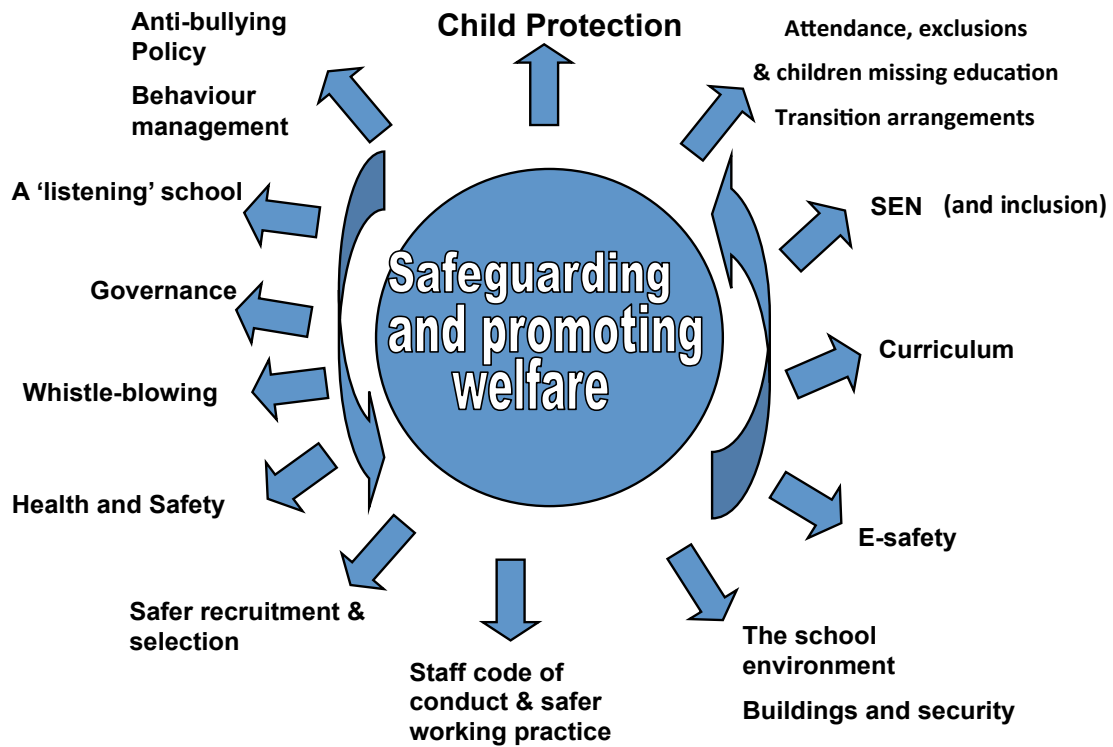 Child Protection
Anti-bullying
Policy
Behaviour
management
A ‘listening’ school
Governance
Whistle-blowing
Health and Safety
Safer recruitment &
selection
Staff code of
conduct & safer
working practice
The school
environment
Buildings and security
E-safety
Curriculum
SEN (and inclusion)
Attendance, exclusions
& children missing education
Transition arrangements
Safeguarding
and promoting
welfare